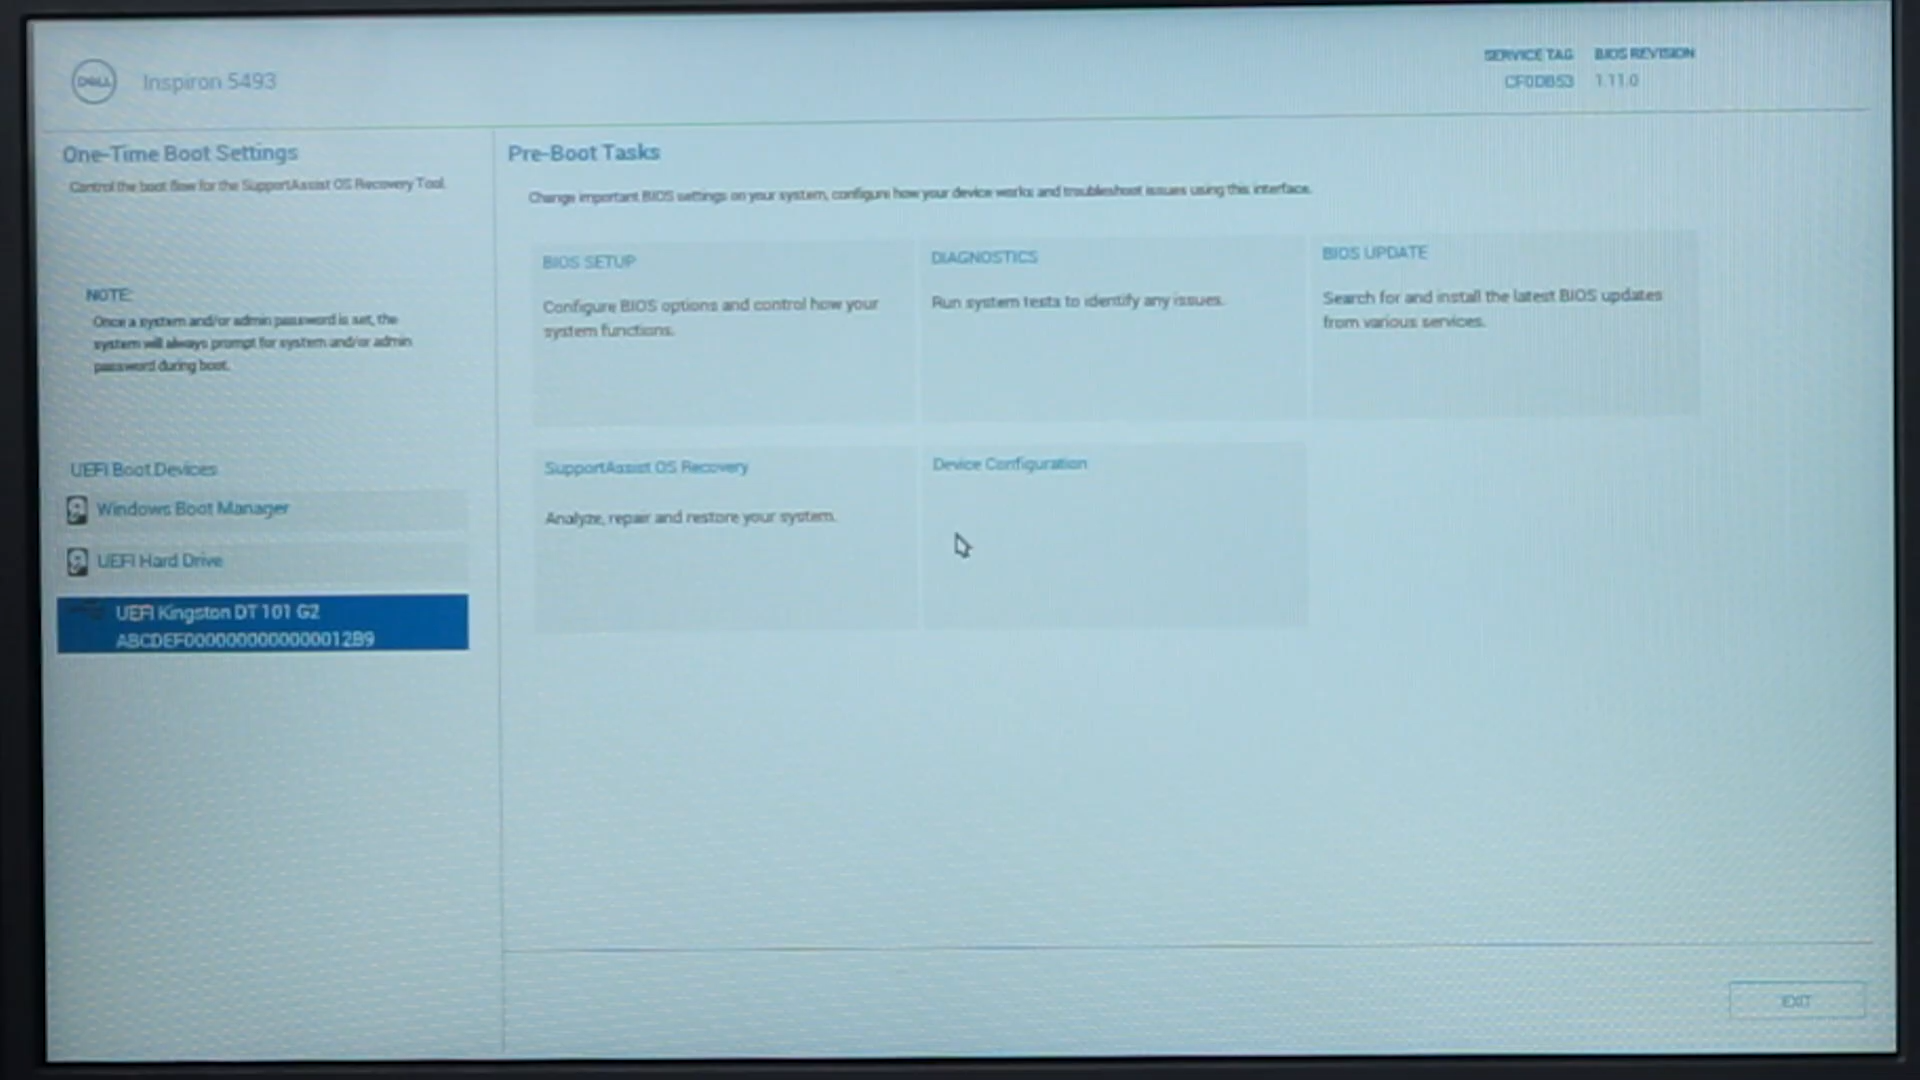 DELL
Inspiron 5493
SERVICE TAG BIOS REVISION
CF0DB53 1.11.0
One-Time Boot Settings
Control the boot flow for the SupportAssist OS Recovery Tool.
NOTE:
Once a system and/or admin password is set, the
system will always prompt for system and/or admin
password during boot.
UEFI Boot Devices
Windows Boot Manager
UEFI Hard Drive
UEFI Kingston DT 101 G2
Pre-Boot Tasks
Change important BIOS settings on your system, configure how your device works and troubleshoot issues using this interface.
BIOS SETUP
Configure BIOS options and control how your
system functions.
DIAGNOSTICS
Run system tests to identify any issues.
BIOS UPDATE
Search for and install the latest BIOS updates
from various services.
SupportAssist OS Recovery
Analyze, repair and restore your system.
Device Configuration
EXIT